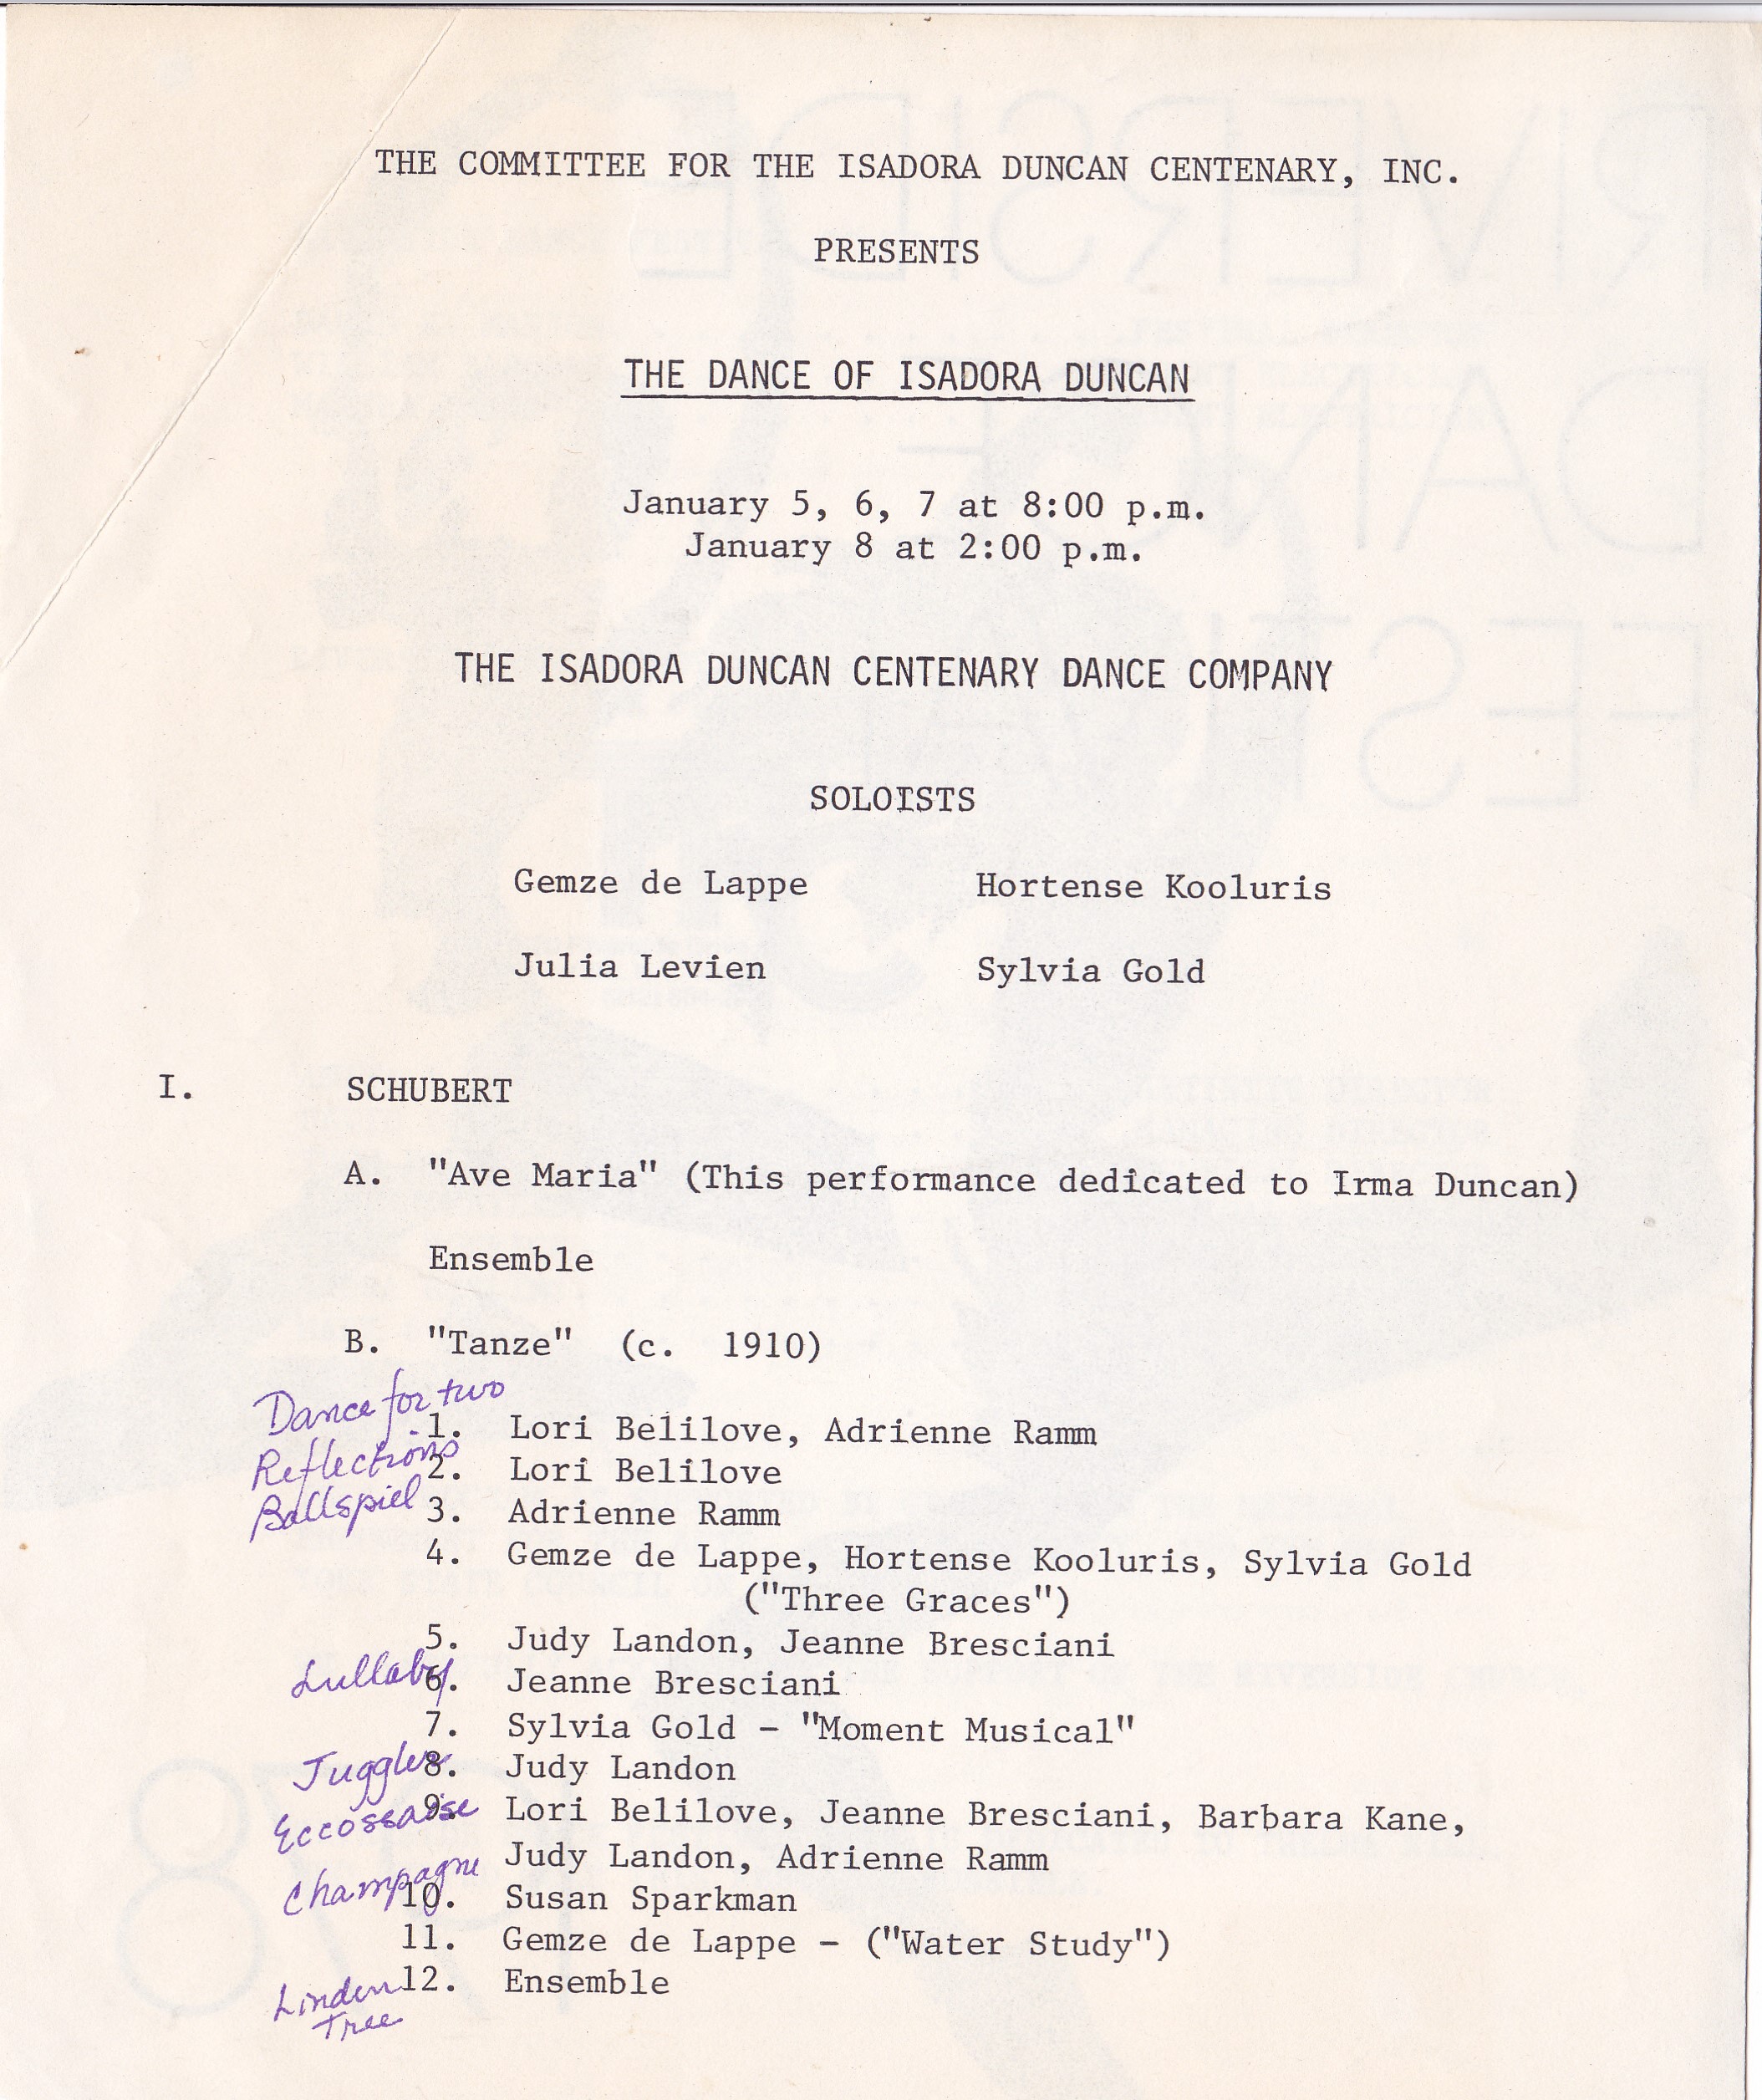 THE COMMITTEE FOR THE ISADORA DUNCAN CENTENARY, INC.
PRESENTS
THE DANCE OF ISADORA DUNCAN
January 5, 6, 7 at 8:00 p.m.
January 8 at 2:00 p.m.
THE ISADORA DUNCAN CENTENARY DANCE COMPANY
SOLOISTS
Gemze de Lappe Hortense Kooluris
Julia Levien Sylvia Gold
I. SCHUBERT
A. "Ave Maria" (This performance dedicated to Irma Duncan)
Ensemble
B. "Tanze" (c. 1910)
Dance for two
1. Lori Belilove, Adrienne Ramm
Reflections 2. Lori Belilove
Ballspiel 3. Adrienne Ramm
4. Gemze de Lappe, Hortense Kooluris, Sylvia Gold
("Three Graces")
5. Judy Landon, Jeanne Bresciani
Lullaby 6. Jeanne Bresciani
7. Sylvia Gold - "Moment Musical"
Juggler 8. Judy Landon
Eccossaise 9. Lori Belilove, Jeanne Bresciani, Barbara Kane,
Judy Landon, Adrienne Ramm
Champagne 10. Susan Sparkman
11. Gemze de Lappe - ("Water Study")
Linden 12. Ensemble
Tree
RIVERSIDE
DANCE
FESTI
1978